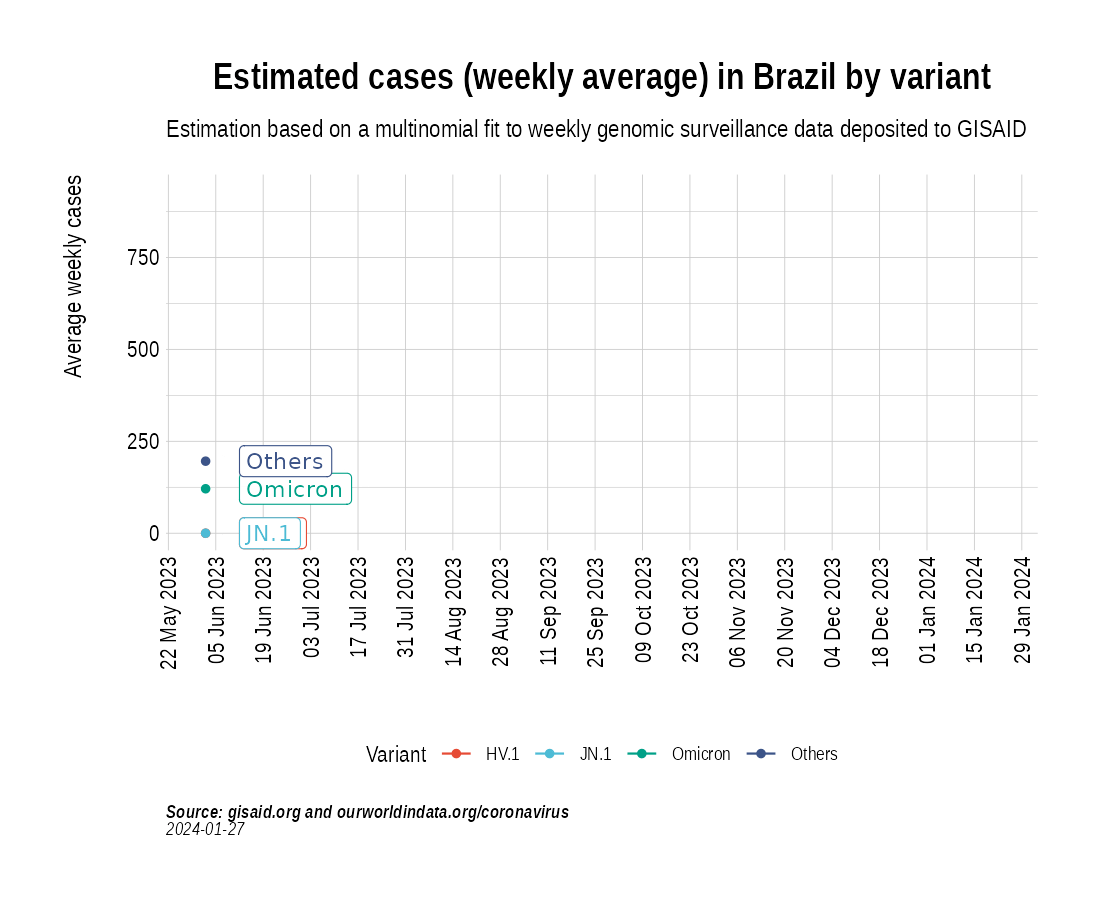 Estimated cases (weekly average) in Brazil by variant
Estimation based on a multinomial fit to weekly genomic surveillance data deposited to GISAID
Average weekly cases
750
500
250
0
Others
Omicron
JN.1
22 May 2023
05 Jun 2023
19 Jun 2023
03 Jul 2023
17 Jul 2023
31 Jul 2023
14 Aug 2023
28 Aug 2023
11 Sep 2023
25 Sep 2023
09 Oct 2023
23 Oct 2023
06 Nov 2023
20 Nov 2023
04 Dec 2023
18 Dec 2023
01 Jan 2024
15 Jan 2024
29 Jan 2024
Variant HV.1 JN.1 Omicron Others
Source: gisaid.org and ourworldindata.org/coronavirus
2024-01-27